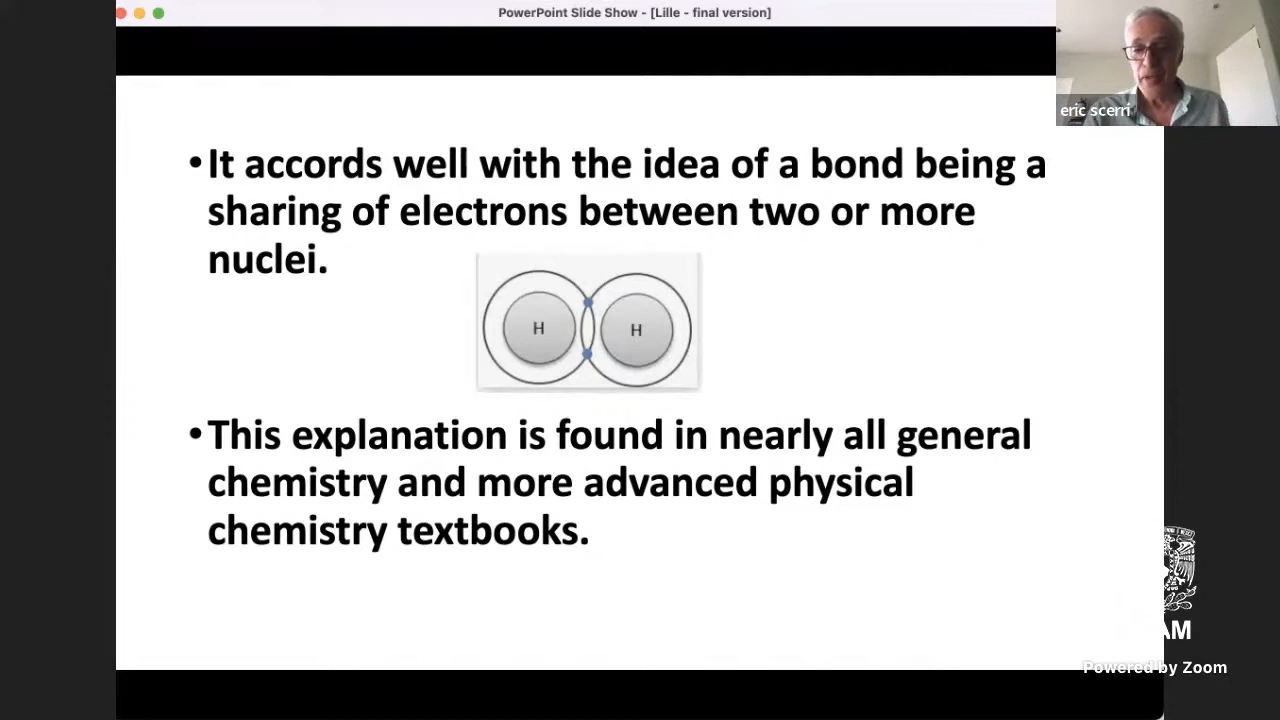 PowerPoint Slide Show - [Lille - final version]
eric scerri
•It accords well with the idea of a bond being a
sharing of electrons between two or more
nuclei.
H H
•This explanation is found in nearly all general
chemistry and more advanced physical
chemistry textbooks.
AM
Powered by Zoom